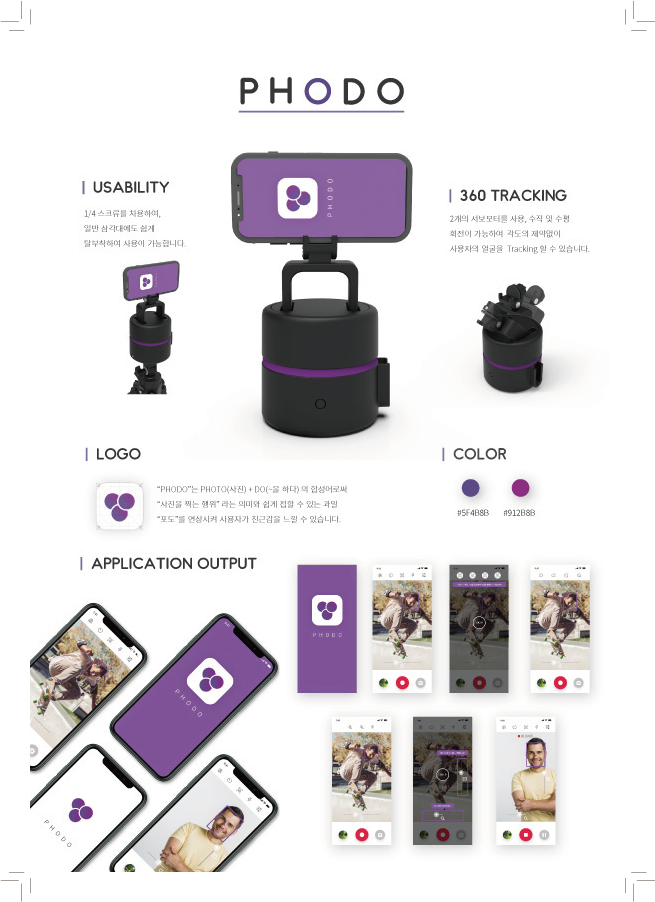 PHODO
PHODO
USABILITY
1/4 스크류를 차용하여,
일반 삼각대에도 쉽게
탈부착하여 사용이 가능합니다.
360 TRACKING
2개의 서보모터를 사용, 수직 및 수평
회전이 가능하여 각도의 제약없이
사용자의 얼굴을 Tracking 할 수 있습니다.
LOGO
“PHODO”는 PHOTO(사진) + DO(~을 하다) 의 합성어로써
“사진을 찍는 행위” 라는 의미와 쉽게 접할 수 있는 과일
“포도”를 연상시켜 사용자가 친근감을 느낄 수 있습니다.
COLOR
#5F4B8B
#912B8B
APPLICATION OUTPUT
PHODO
PHODO
PHODO